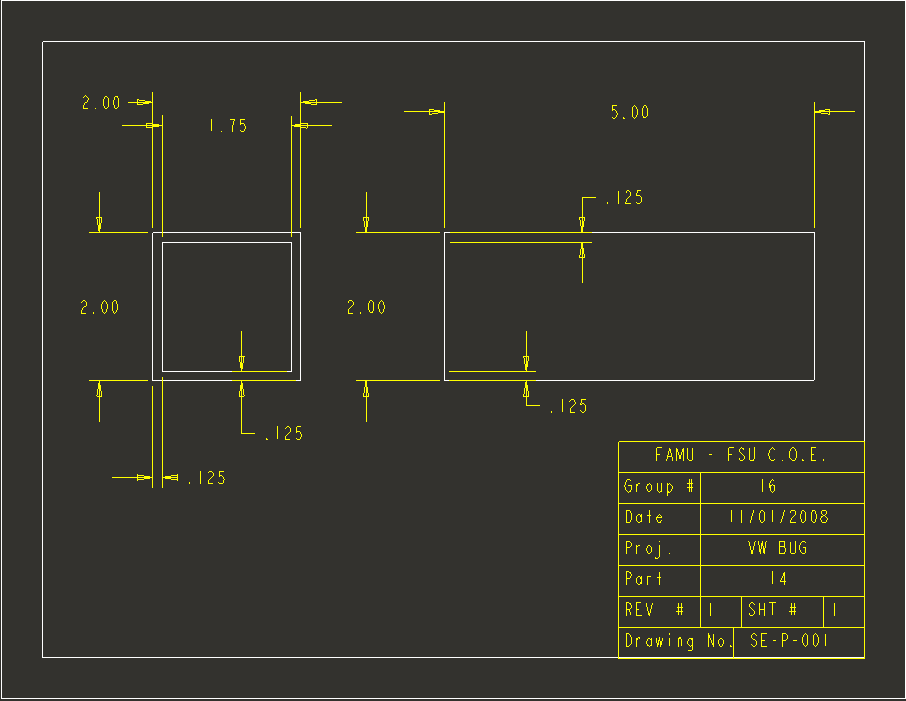 2.00
1.75
5.00
.125
2.00
2.00
.125
.125
.125
FAMU - FSU C.O.E.
Group # 16
Date 11/01/2008
Proj. VW BUG
Part 14
REV # 1 SHT # 1
Drawing No. SE-P-001